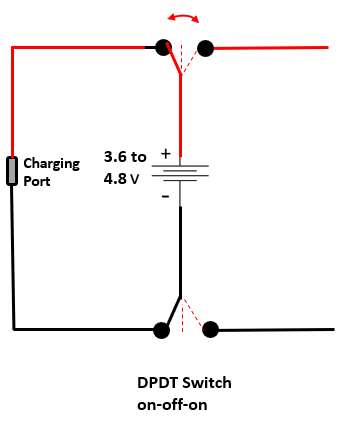 Charging
Port
3.6 to
4.8 V
+
-
DPDT Switch
on-off-on